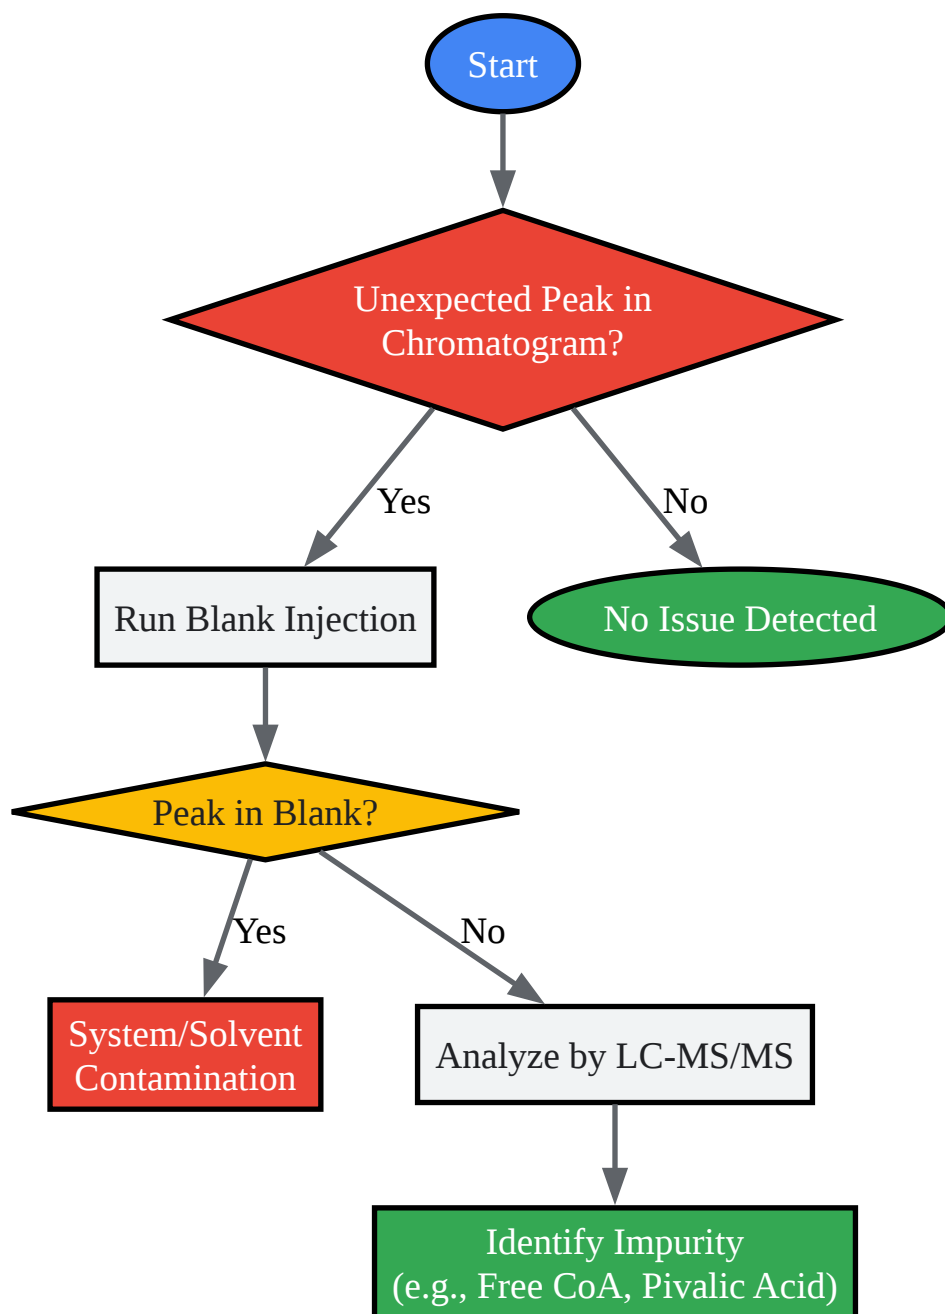 Start
Unexpected Peak in
Chromatogram?
Yes
No
Run Blank Injection
No Issue Detected
Peak in Blank?
Yes
No
System/Solvent
Contamination
Analyze by LC-MS/MS
Identify Impurity
(e.g., Free CoA, Pivalic Acid)